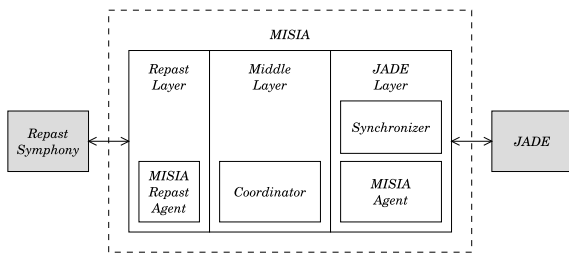 MISIA
Repast
Layer
Middle
Layer
JADE
Layer
Repast
Symphony
Synchronizer
JADE
MISIA
Repast
Agent
Coordinator
MISIA
Agent